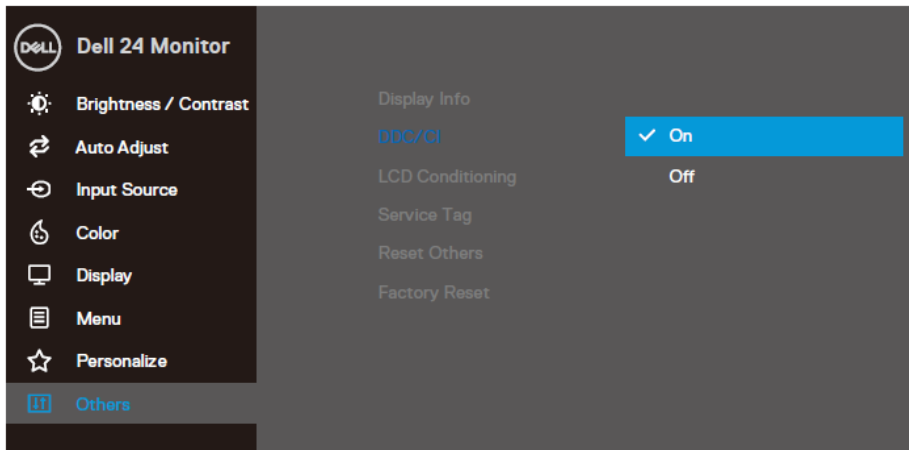 DELL
Dell 24 Monitor
Brightness / Contrast
Auto Adjust
Input Source
Color
Display
Menu
Personalize
Others
Display Info
DDC/CI
LCD Conditioning
Service Tag
Reset Others
Factory Reset
On
Off